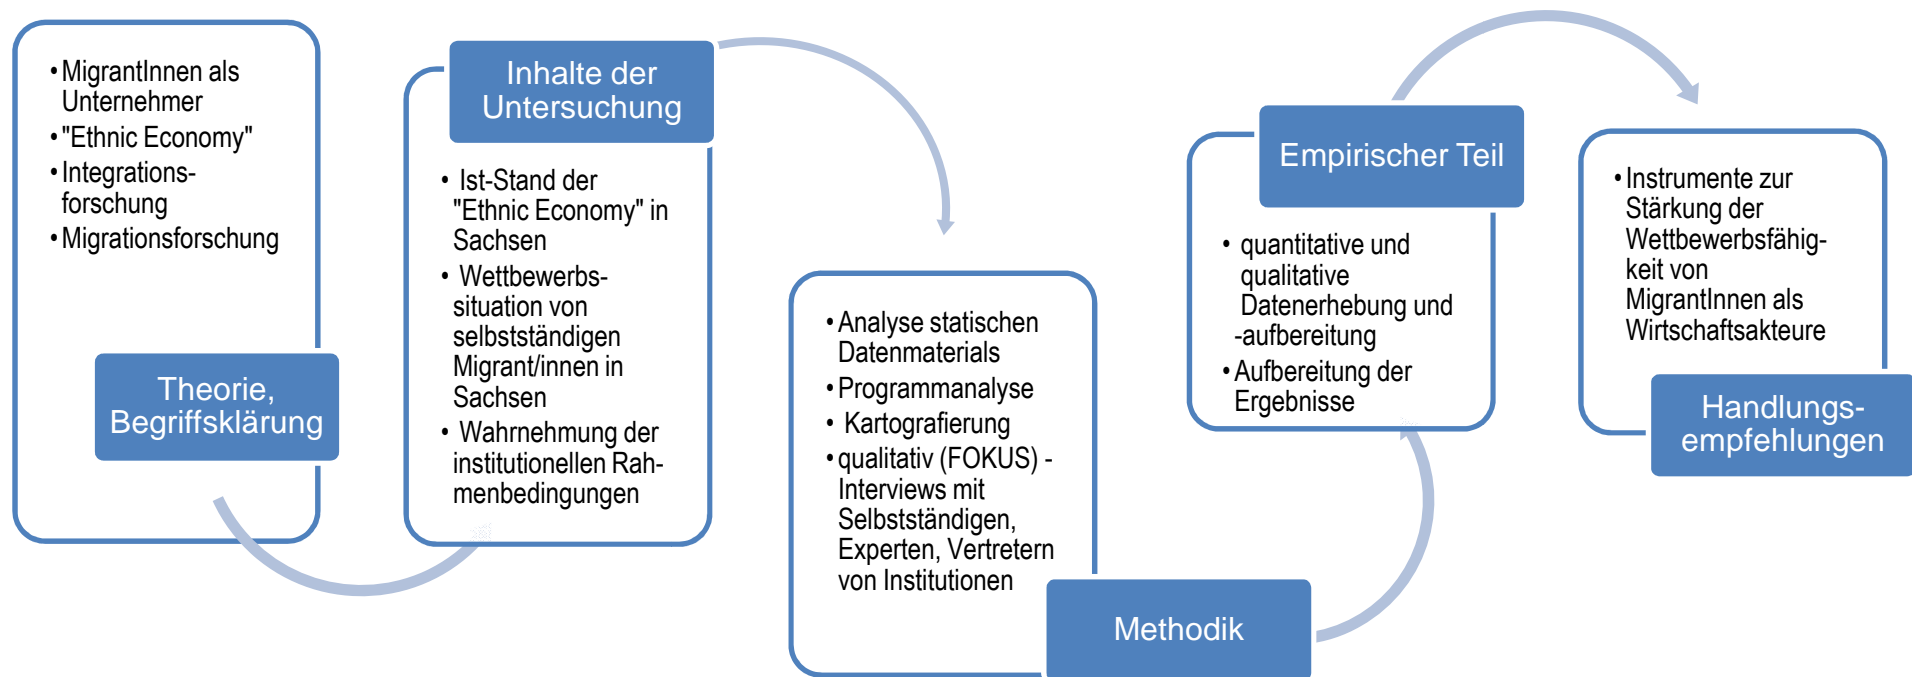 • MigrantInnen als
Unternehmer
• "Ethnic Economy"
• Integrations-
forschung
• Migrationsforschung
Theorie,
Begriffsklärung
Inhalte der
Untersuchung
• Ist-Stand der
"Ethnic Economy" in
Sachsen
• Wettbewerbs-
situation von
selbstständigen
Migrant/innen in
Sachsen
• Wahrnehmung der
institutionellen Rah-
menbedingungen
• Analyse statischen
Datenmaterials
• Programmanalyse
• Kartografierung
• qualitativ (FOKUS) -
Interviews mit
Selbstständigen,
Experten, Vertretern
von Institutionen
Methodik
Empirischer Teil
• quantitative und
qualitative
Datenerhebung und
-aufbereitung
• Aufbereitung der
Ergebnisse
• Instrumente zur
Stärkung der
Wettbewerbsfähig-
keit von
MigrantInnen als
Wirtschaftsakteure
Handlungs-
empfehlungen